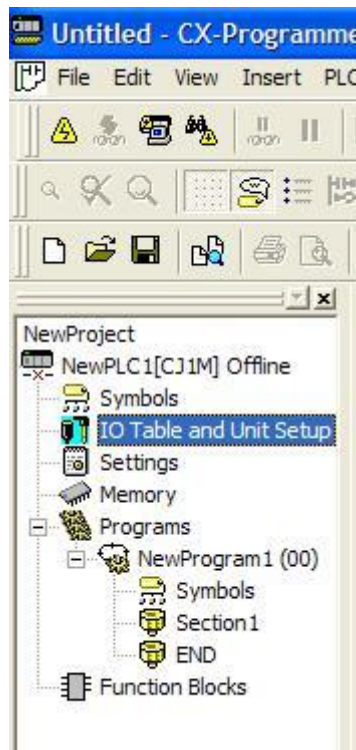 Untitled - CX-Programme
File Edit View Insert PLC
NewProject
NewPLC1[CJ1M] Offline
Symbols
IO Table and Unit Setup
Settings
Memory
Programs
NewProgram1 (00)
Symbols
Section1
END
Function Blocks